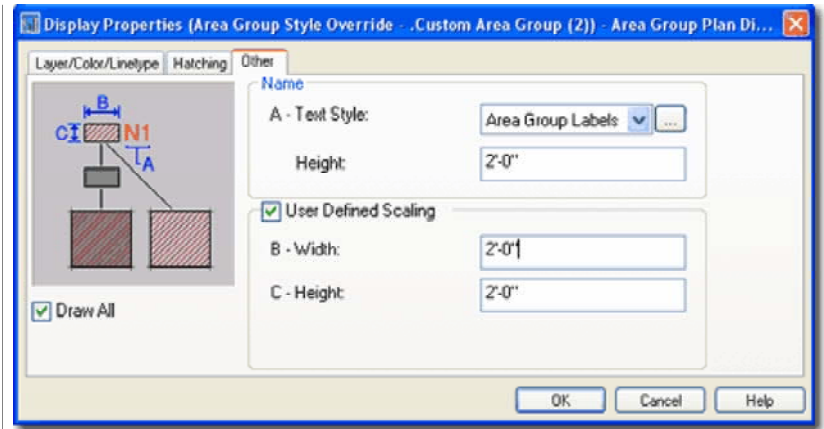 Display Properties (Area Group Style Override - .Custom Area Group (2)) - Area Group Plan Di...
Layer/Color/Linetype Hatching Other
Name
A - Text Style: Area Group Labels ...
Height: 2'-0"
B
C N1
A
User Defined Scaling
B - Width: 2'-0"
C - Height: 2'-0"
Draw All
OK Cancel Help